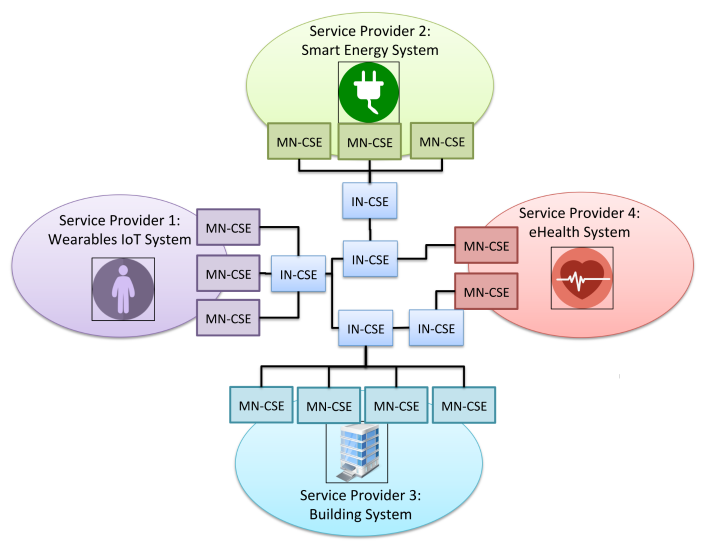 Service Provider 2:
Smart Energy System
MN-CSE
MN-CSE
MN-CSE
IN-CSE
Service Provider 1:
Wearables IoT System
MN-CSE
MN-CSE
MN-CSE
IN-CSE
IN-CSE
Service Provider 4:
eHealth System
MN-CSE
MN-CSE
IN-CSE
IN-CSE
MN-CSE
MN-CSE
MN-CSE
MN-CSE
Service Provider 3:
Building System